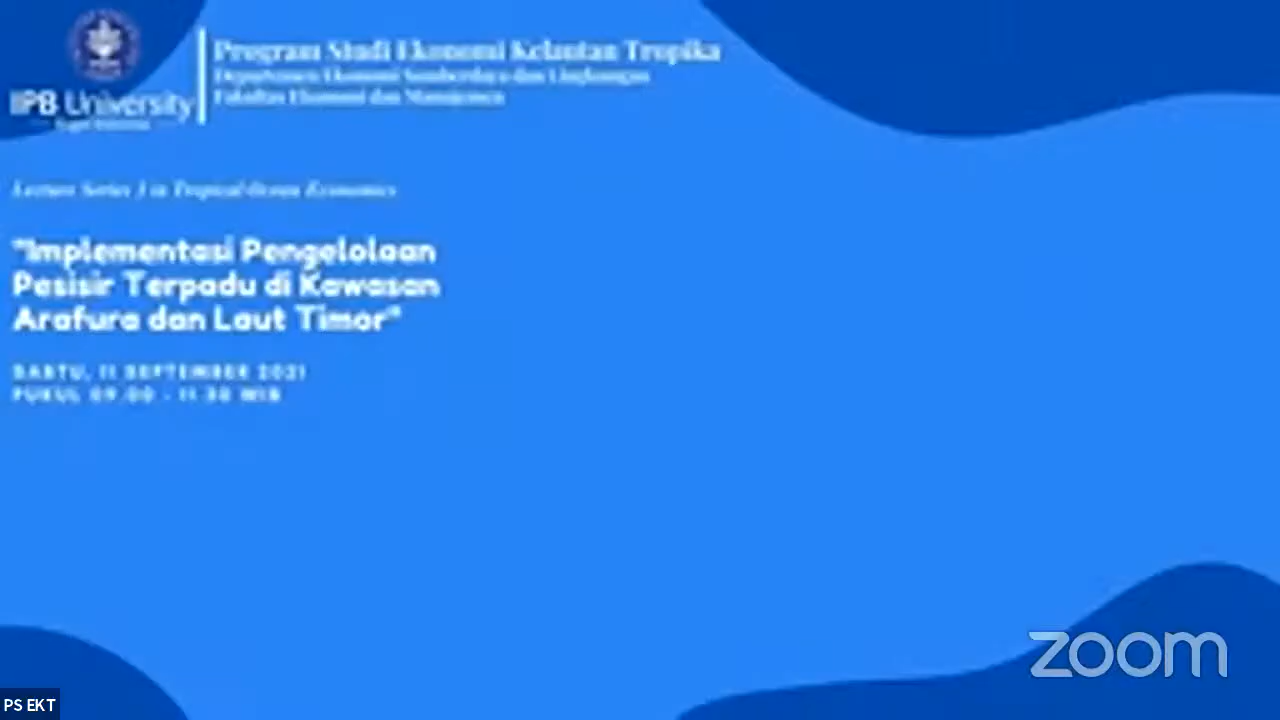 IPB University
Program Studi Ekonomi Kelautan Tropika
Departemen Ekonomi Sumberdaya dan Lingkungan
Fakultas Ekonomi dan Manajemen
Lecture Series 3 in Tropical Ocean Economics
"Implementasi Pengelolaan
Pesisir Terpadu di Kawasan
Arafura dan Laut Timor"
SABTU, 11 SEPTEMBER 2021
PUKUL 09.00 - 11.30 WIB
zoom
PS EKT